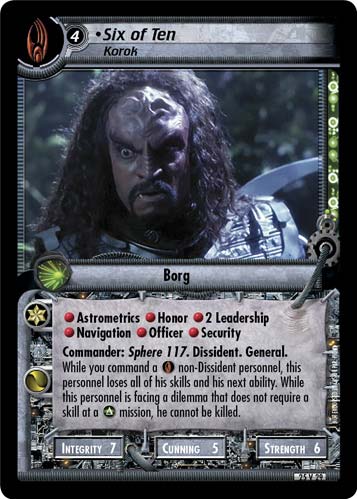 4 •Six of Ten
Korok
Borg
Astrometrics Honor 2 Leadership
Navigation Officer Security
Commander: Sphere 117. Dissident. General.
While you command a non-Dissident personnel, this
personnel loses all of his skills and his next ability. While
this personnel is facing a dilemma that does not require a
skill at a mission, he cannot be killed.
INTEGRITY 7 CUNNING 5 STRENGTH 6
25 V 29